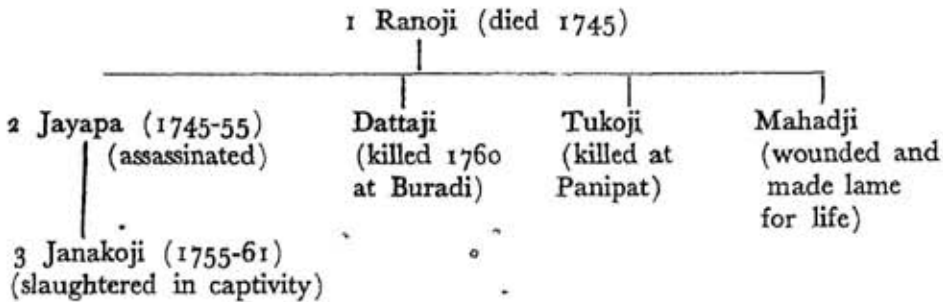 1 Ranoji (died 1745)
2 Jayapa (1745-55)
(assassinated)
Dattaji
(killed 1760
at Buradi)
Tukoji
(killed at
Panipat)
Mahadji
(wounded and
made lame
for life)
3 Janakoji (1755-61)
(slaughtered in captivity)